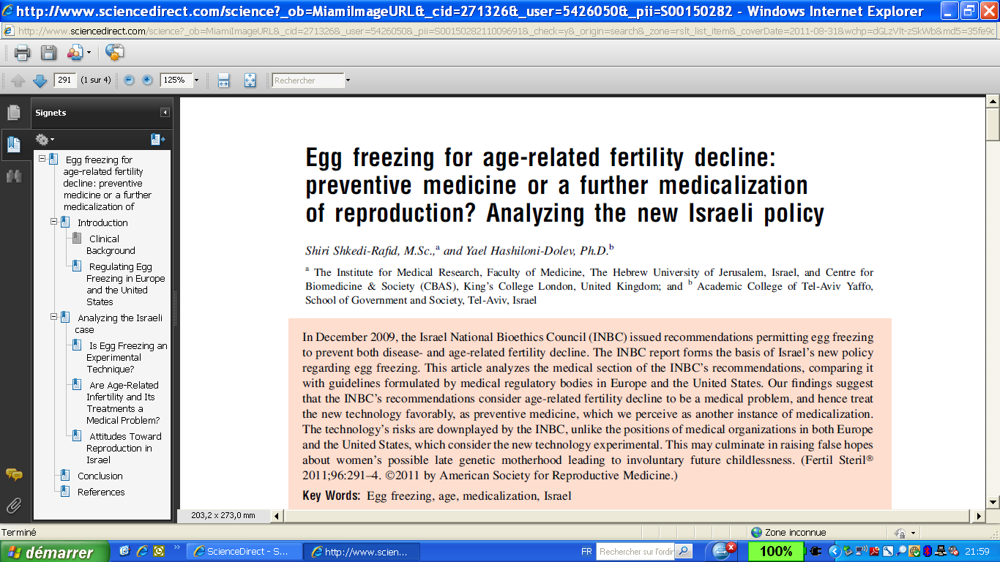 http://www.sciencedirect.com/science?_ob=MiamiImageURL&_cid=271326&_user=5426050&_pii=S00150282 - Windows Internet Explorer
http://www.sciencedirect.com/science?_ob=MiamiImageURL&_cid=271326&_user=5426050&_pii=S0015028211009691&_check=y&_origin=search&_zone=rslt_list_item&_coverDate=2011-08-31&wchp=dGLzVlt-zSkWb&md5=35fe9c
291 (1 sur 4) 125% Rechercher
Signets
Egg freezing for
age-related fertility
decline: preventive
medicine or a further
medicalization of
Introduction
Clinical
Background
Regulating Egg
Freezing in Europe
and the United
States
Analyzing the Israeli
case
Is Egg Freezing an
Experimental
Technique?
Are Age-Related
Infertility and Its
Treatments a
Medical Problem?
Attitudes Toward
Reproduction in
Israel
Conclusion
References
Egg freezing for age-related fertility decline:
preventive medicine or a further medicalization
of reproduction? Analyzing the new Israeli policy
Shiri Shkedi-Rafid, M.Sc.,a and Yael Hashiloni-Dolev, Ph.D.b
a The Institute for Medical Research, Faculty of Medicine, The Hebrew University of Jerusalem, Israel, and Centre for
Biomedicine & Society (CBAS), King's College London, United Kingdom; and b Academic College of Tel-Aviv Yaffo,
School of Government and Society, Tel-Aviv, Israel
In December 2009, the Israel National Bioethics Council (INBC) issued recommendations permitting egg freezing
to prevent both disease- and age-related fertility decline. The INBC report forms the basis of Israel's new policy
regarding egg freezing. This article analyzes the medical section of the INBC's recommendations, comparing it
with guidelines formulated by medical regulatory bodies in Europe and the United States. Our findings suggest
that the INBC's recommendations consider age-related fertility decline to be a medical problem, and hence treat
the new technology favorably, as preventive medicine, which we perceive as another instance of medicalization.
The technology's risks are downplayed by the INBC, unlike the positions of medical organizations in both Europe
and the United States, which consider the new technology experimental. This may culminate in raising false hopes
about women's possible late genetic motherhood leading to involuntary future childlessness. (Fertil Steril®
2011;96:291–4. ©2011 by American Society for Reproductive Medicine.)
Key Words: Egg freezing, age, medicalization, Israel
203,2 x 273,0 mm
Terminé Zone inconnue
démarrer » ScienceDirect - S... http://www.scien... FR Rechercher sur l'ordin 100% 21:59